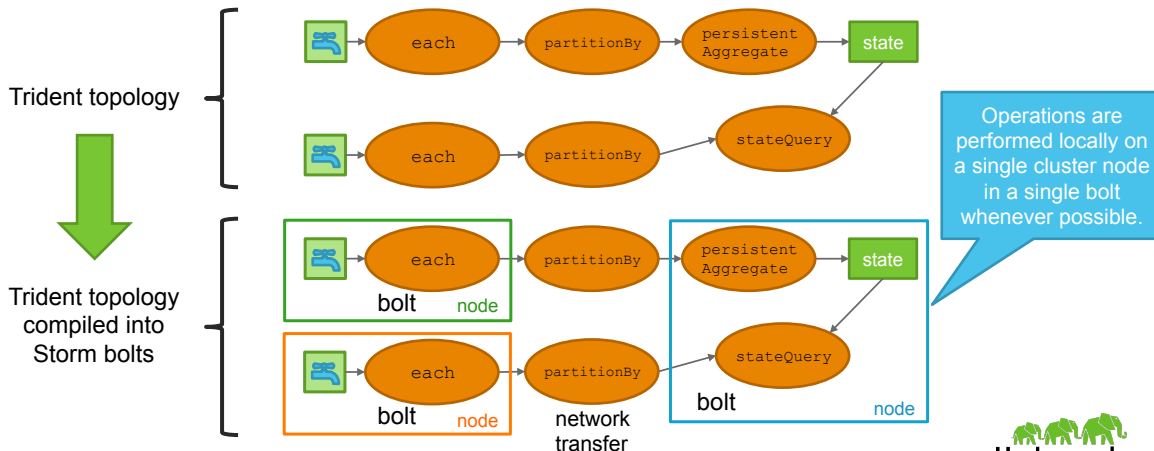 each
partitionBy
persistent
Aggregate
state
Trident topology
each
partitionBy
stateQuery
Operations are
performed locally on
a single cluster node
in a single bolt
whenever possible.
each
bolt
node
partitionBy
persistent
Aggregate
state
Trident topology
compiled into
Storm bolts
each
bolt
node
partitionBy
network
transfer
stateQuery
bolt
node